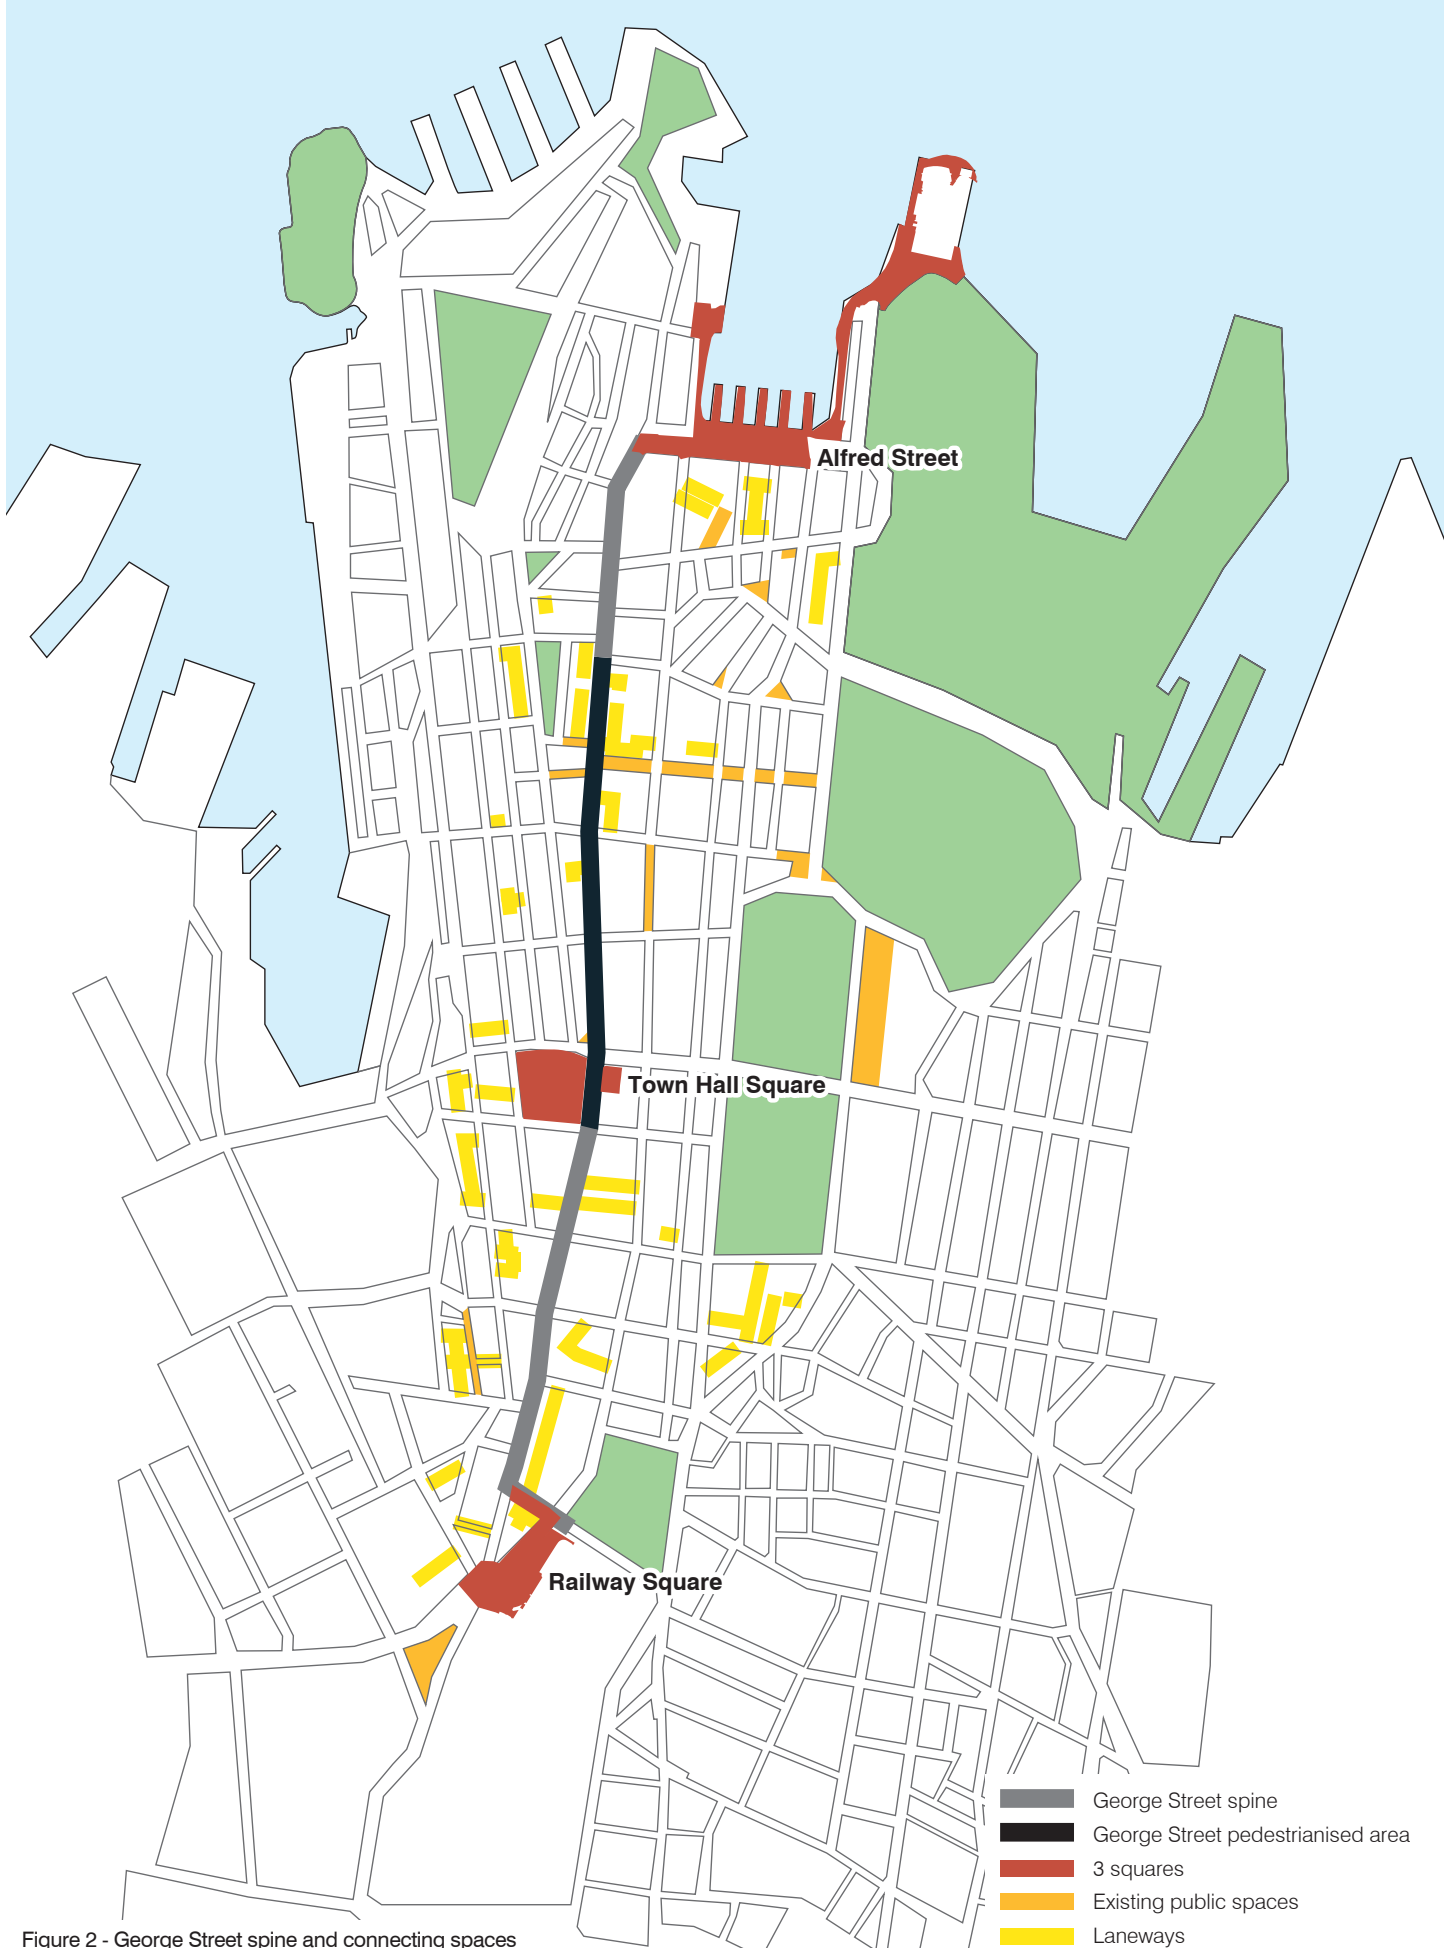 Alfred Street
Town Hall Square
Railway Square
George Street spine
George Street pedestrianised area
3 squares
Existing public spaces
Laneways
Figure 2 - George Street spine and connecting spaces